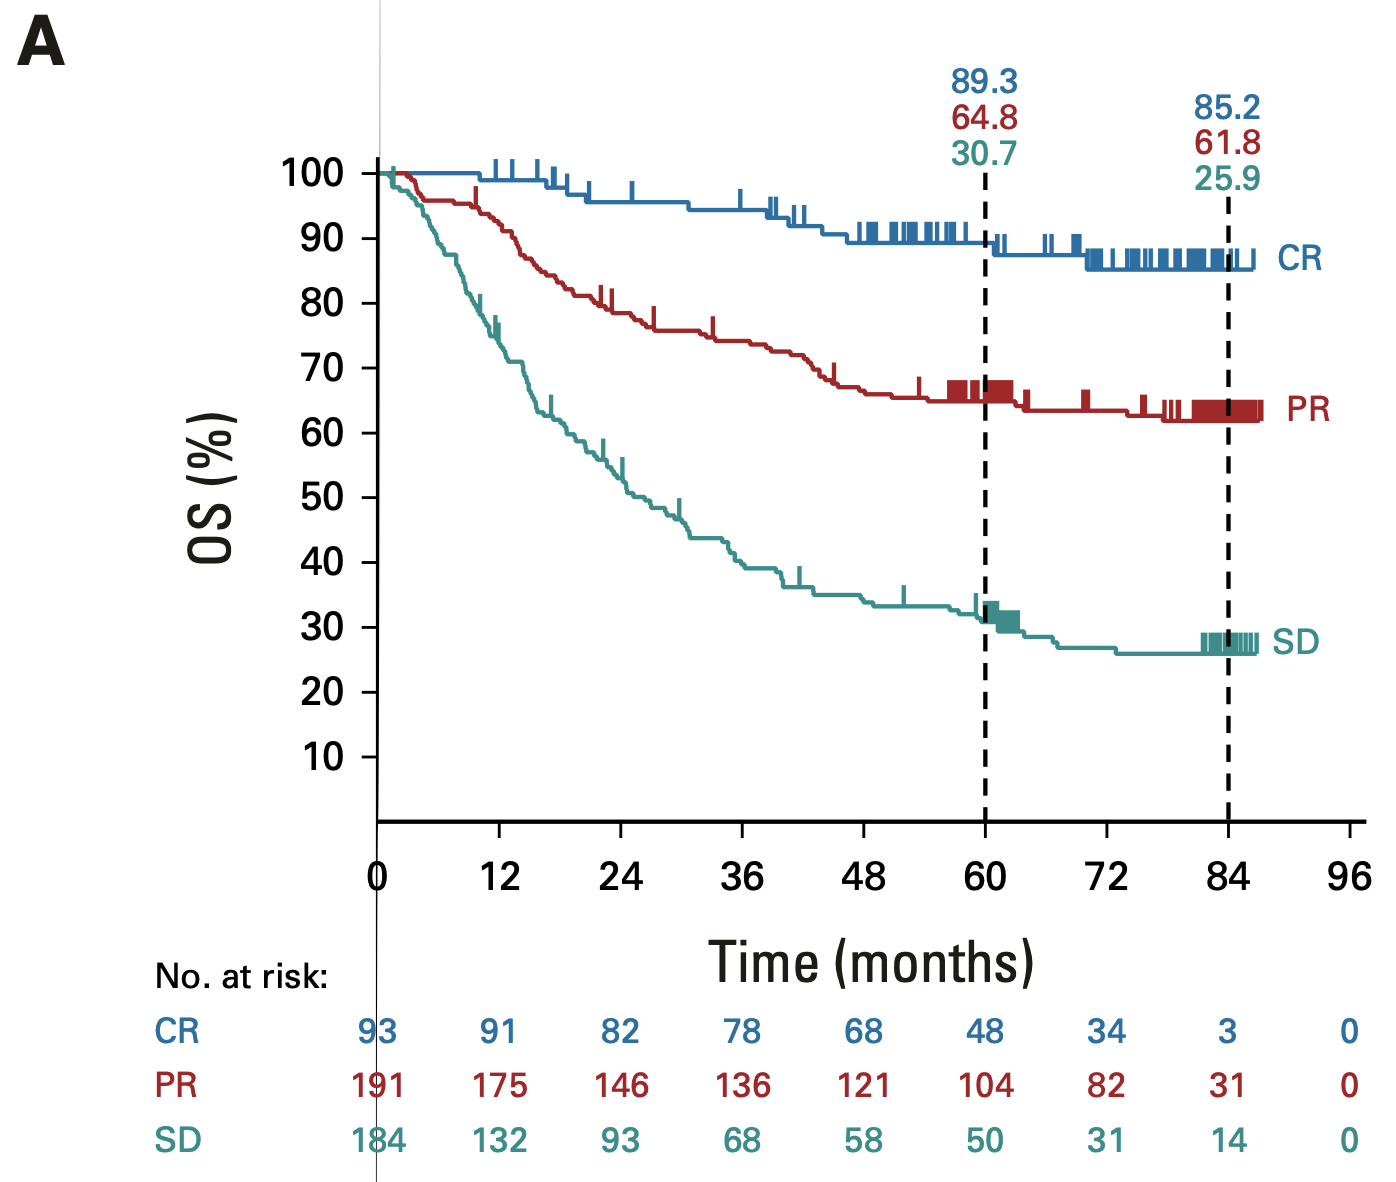 A
89.3
64.8
30.7
85.2
61.8
25.9
100
90
80
70
60
50
40
30
20
10
OS (%)
CR
PR
SD
0 12 24 36 48 60 72 84 96
Time (months)
No. at risk:
CR 93 91 82 78 68 48 34 3 0
PR 191 175 146 136 121 104 82 31 0
SD 184 132 93 68 58 50 31 14 0